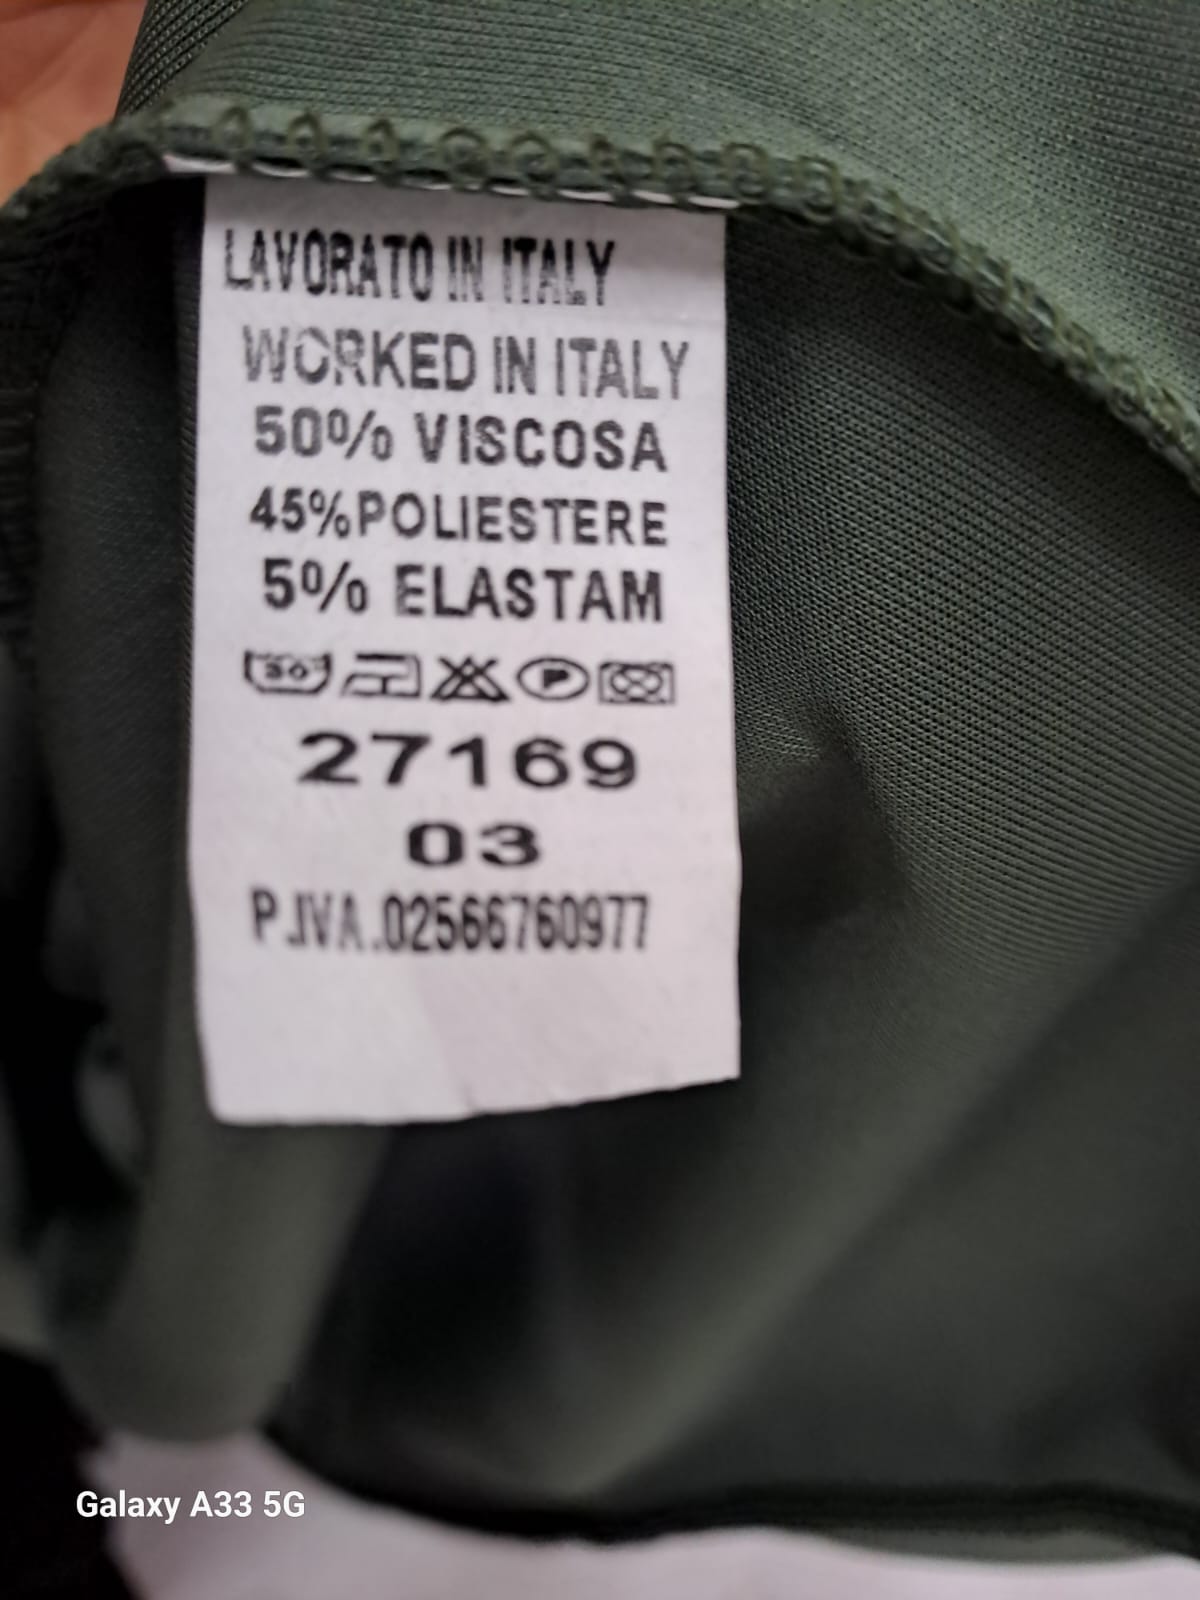 LAVORATO IN ITALY
WORKED IN ITALY
50% VISCOSA
45%POLIESTERE
5% ELASTAM
30 P
27169
03
P.IVA.02566760977
Galaxy A33 5G